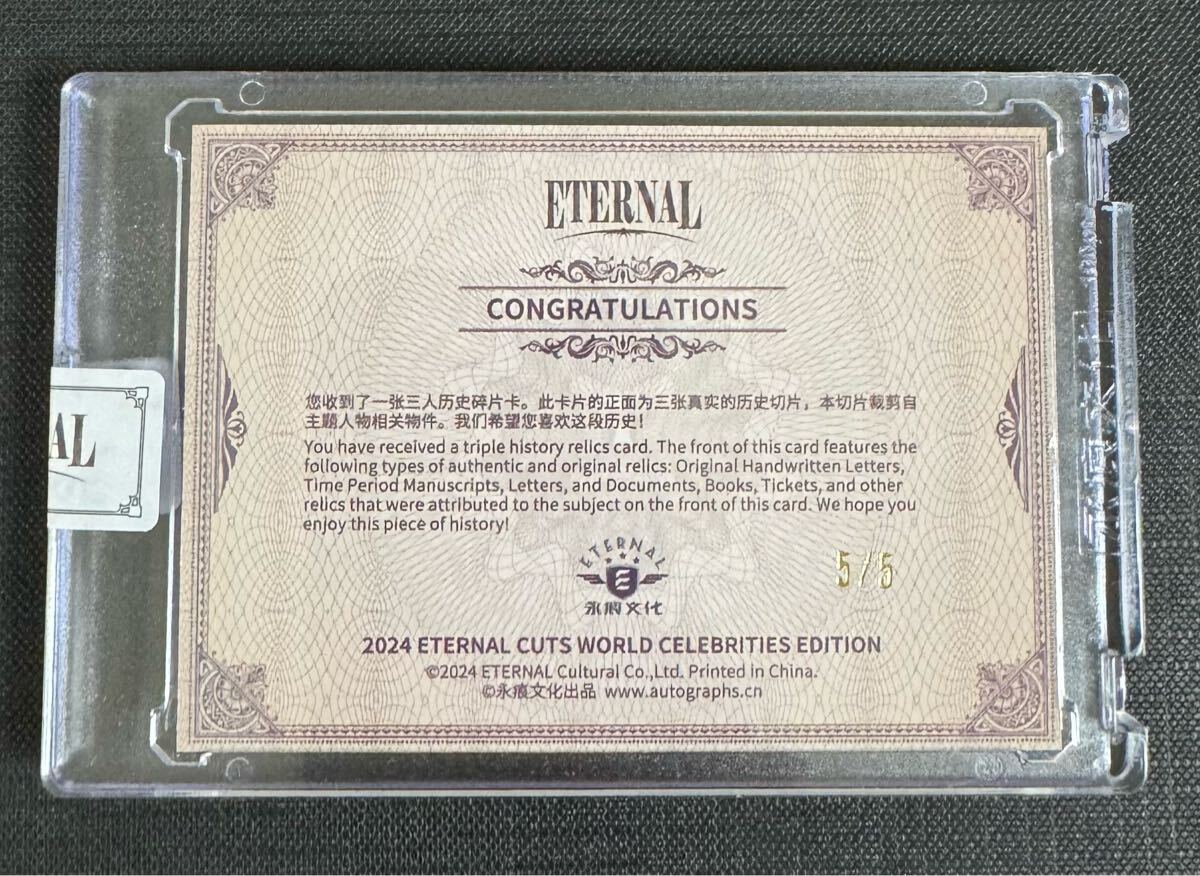 ETERNAL
CONGRATULATIONS
您收到了一张三人历史碎片卡。此卡片的正面为三张真实的历史切片，本切片裁剪自
主题人物相关物件。我们希望您喜欢这段历史！
You have received a triple history relics card. The front of this card features the
following types of authentic and original relics: Original Handwritten Letters,
Time Period Manuscripts, Letters, and Documents, Books, Tickets, and other
relics that were attributed to the subject on the front of this card. We hope you
enjoy this piece of history!
AL
ETERNAL
E
永痕文化
5/5
2024 ETERNAL CUTS WORLD CELEBRITIES EDITION
©2024 ETERNAL Cultural Co.,Ltd. Printed in China.
©永痕文化出品 www.autographs.cn